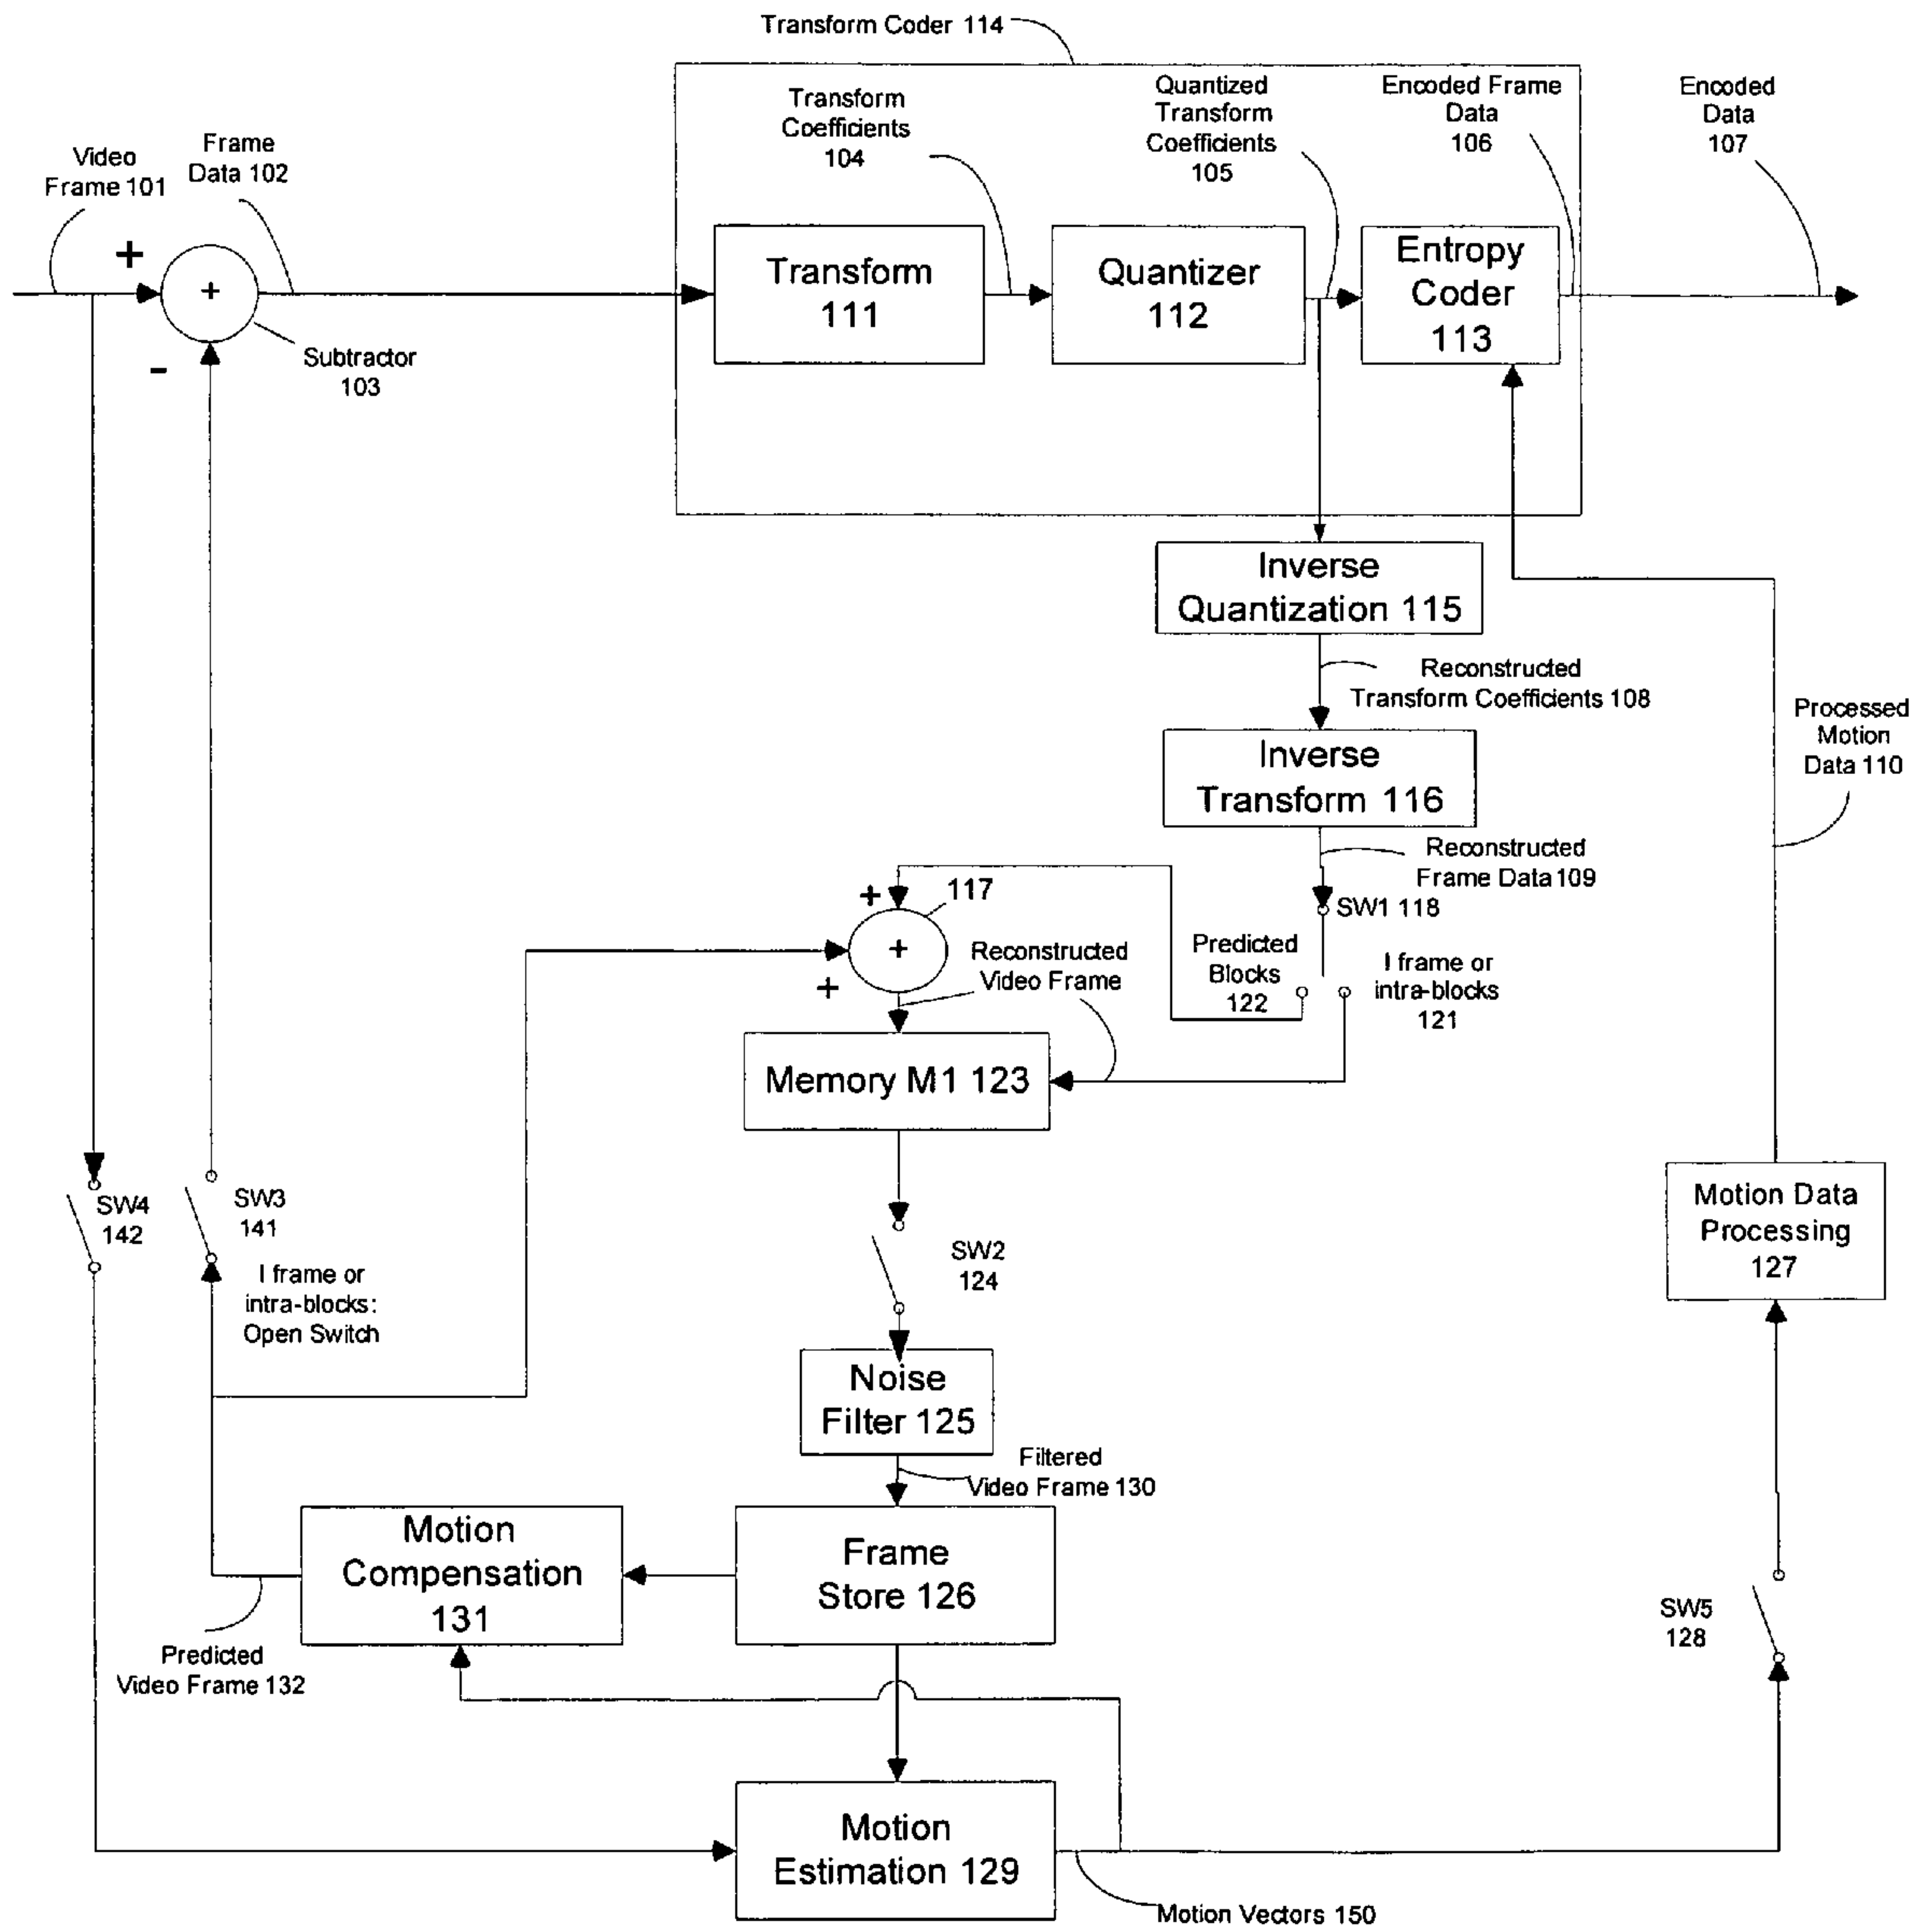 Transform Coder 114
Transform
Coefficients
104
Quantized
Transform
Coefficients
105
Encoded Frame
Data
106
Encoded
Data
107
Video
Frame 101
Frame
Data 102
+
+
-
Subtractor
103
Transform
111
Quantizer
112
Entropy
Coder
113
Inverse
Quantization 115
Reconstructed
Transform Coefficients 108
Processed
Motion
Data 110
Inverse
Transform 116
Reconstructed
Frame Data 109
SW1 118
+
117
+
+
Reconstructed
Video Frame
Predicted
Blocks
122
I frame or
intra-blocks
121
Memory M1 123
SW4
142
SW3
141
I frame or
intra-blocks:
Open Switch
SW2
124
Motion Data
Processing
127
Noise
Filter 125
Filtered
Video Frame 130
Motion
Compensation
131
Frame
Store 126
Predicted
Video Frame 132
SW5
128
Motion
Estimation 129
Motion Vectors 150